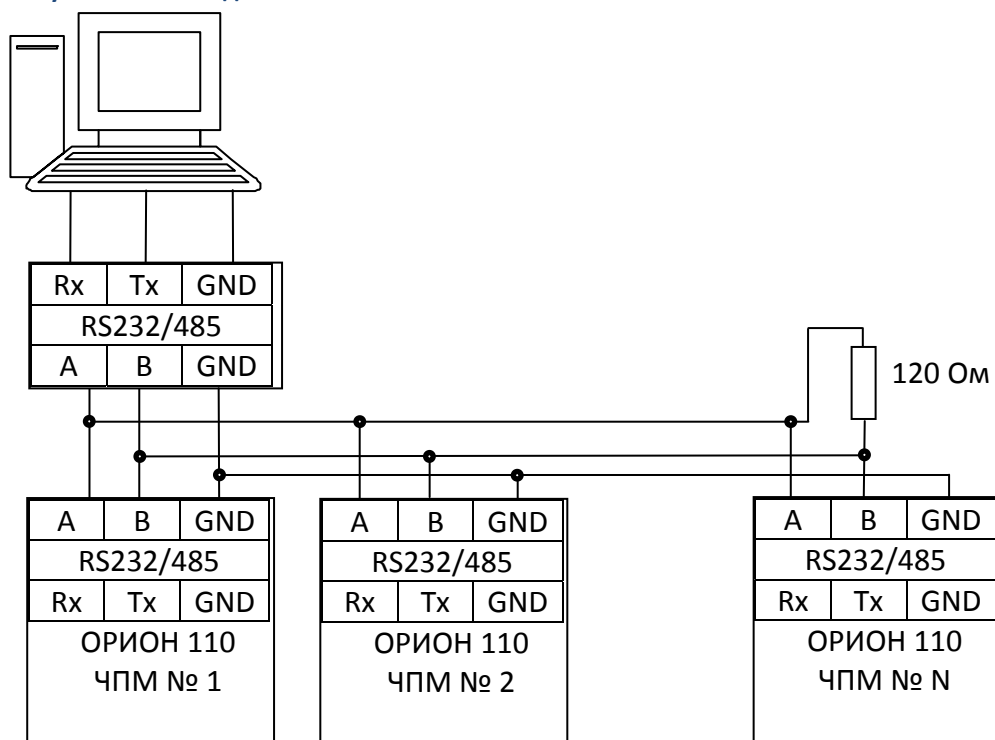 Rx Tx GND
RS232/485
A B GND
120 Ом
A B GND
RS232/485
Rx Tx GND
ОРИОН 110
ЧПМ № 1
A B GND
RS232/485
Rx Tx GND
ОРИОН 110
ЧПМ № 2
A B GND
RS232/485
Rx Tx GND
ОРИОН 110
ЧПМ № N